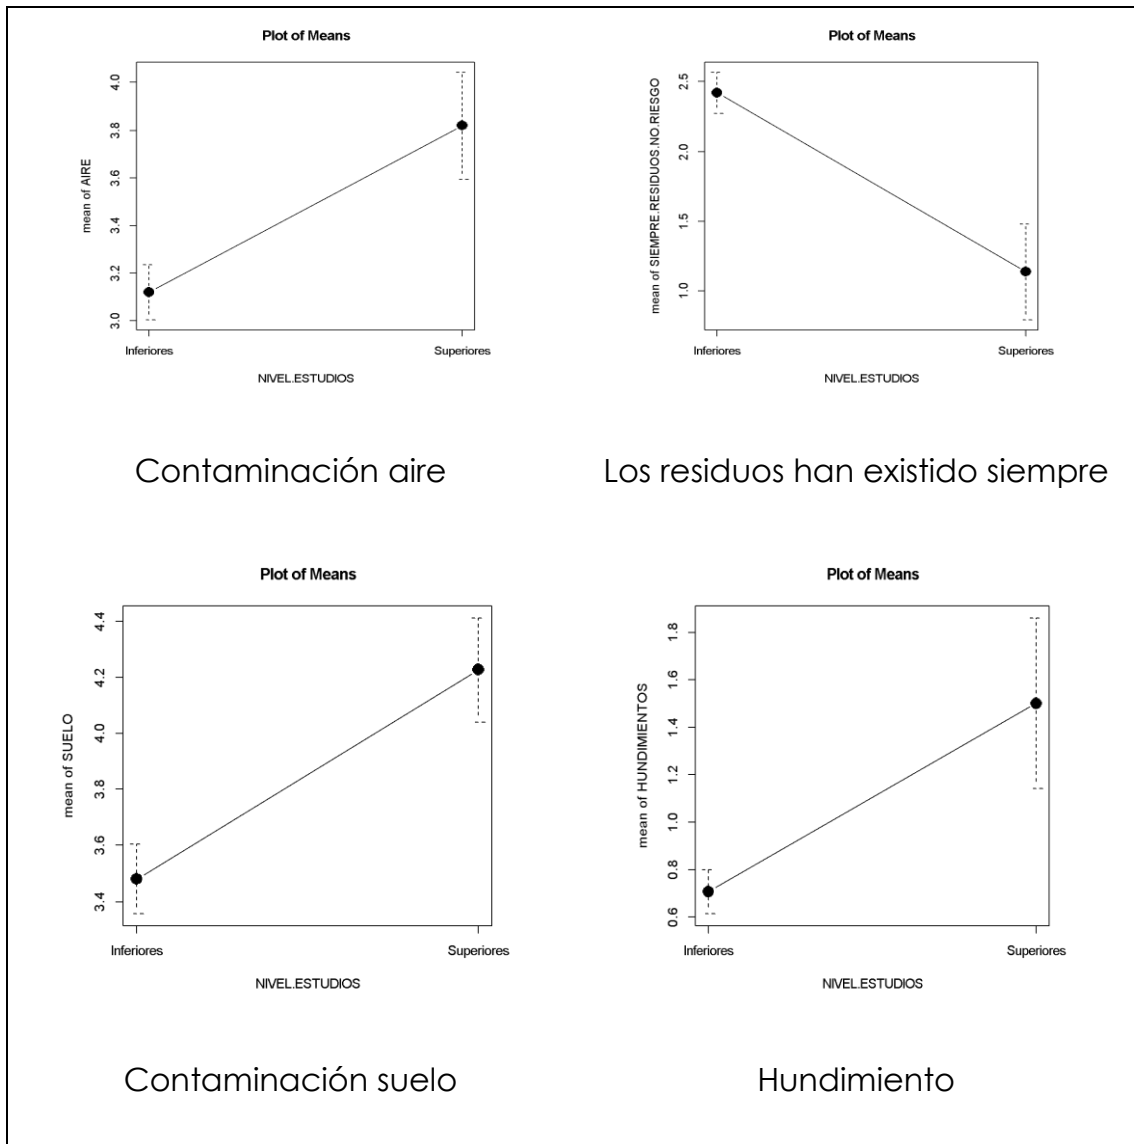 Plot of Means
mean of AIRE
4.0
3.8
3.6
3.4
3.2
3.0
Inferiores Superiores
NIVEL.ESTUDIOS
Contaminación aire
Plot of Means
mean of SIEMPRE.RESIDUOS.NO.RIESGO
2.5
2.0
1.5
1.0
Inferiores Superiores
NIVEL.ESTUDIOS
Los residuos han existido siempre
Plot of Means
mean of SUELO
4.4
4.2
4.0
3.8
3.6
3.4
Inferiores Superiores
NIVEL.ESTUDIOS
Contaminación suelo
Plot of Means
mean of HUNDIMIENTOS
1.8
1.6
1.4
1.2
1.0
0.8
0.6
Inferiores Superiores
NIVEL.ESTUDIOS
Hundimiento